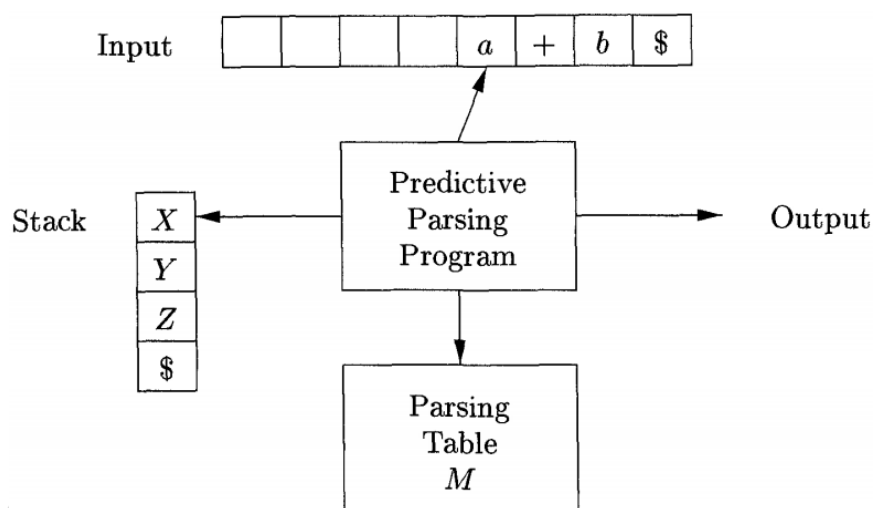 Input a + b $
Predictive
Parsing
Program
Stack X
Y
Z
$
Output
Parsing
Table
M